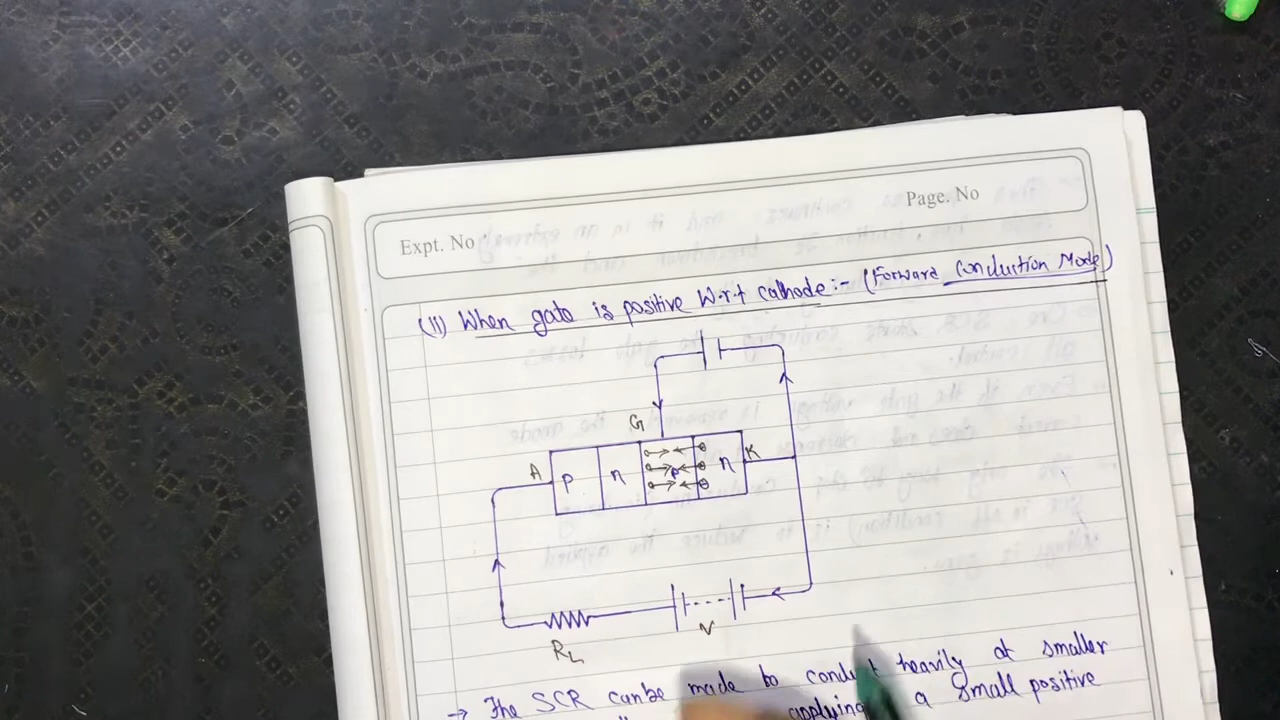 Expt. No
Page. No
(ii) When gate is positive w.r.t cathode:- (Forward Conduction Mode)
G
A P n P n K
RL
V
→ The SCR can be made to conduct heavily at smaller
applying a small positive